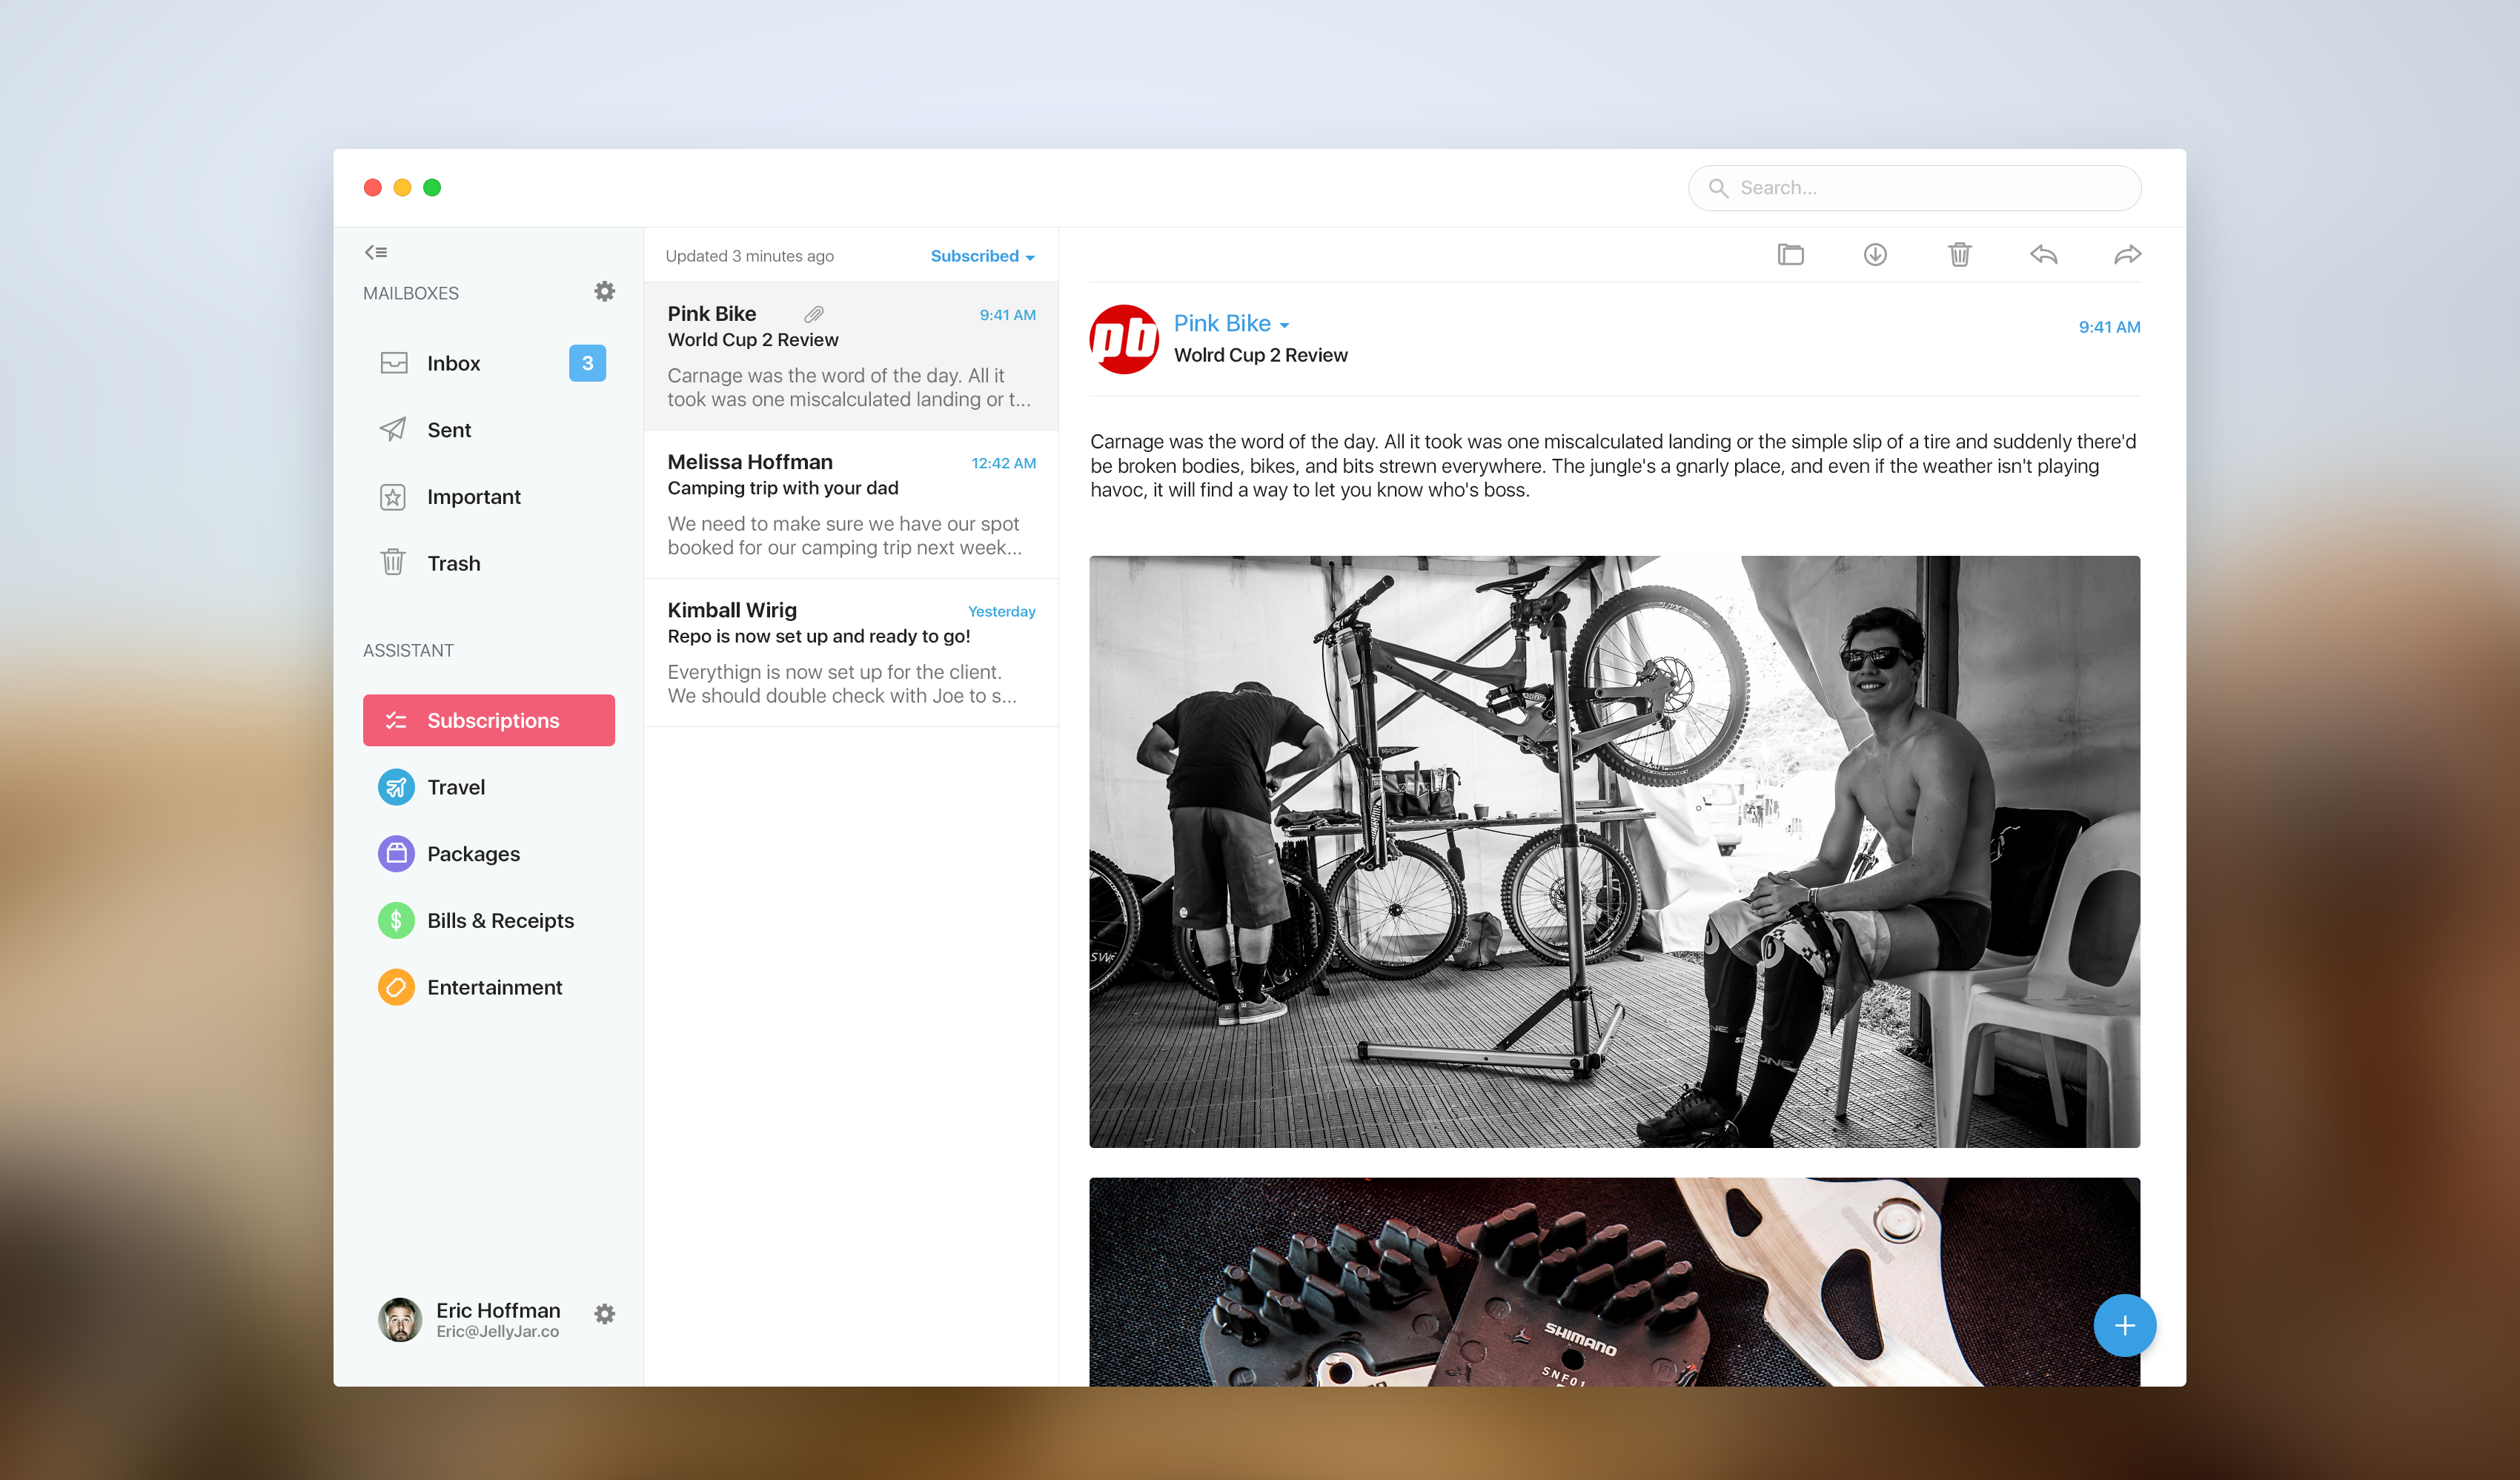 Search...
MAILBOXES
Inbox
3
Sent
Important
Trash
ASSISTANT
Subscriptions
Travel
Packages
Bills & Receipts
Entertainment
Eric Hoffman
Eric@JellyJar.co
Updated 3 minutes ago
Subscribed
Pink Bike
9:41 AM
World Cup 2 Review
Carnage was the word of the day. All it
took was one miscalculated landing or t...
Melissa Hoffman
12:42 AM
Camping trip with your dad
We need to make sure we have our spot
booked for our camping trip next week...
Kimball Wirig
Yesterday
Repo is now set up and ready to go!
Everythign is now set up for the client.
We should double check with Joe to s...
pb
Pink Bike
9:41 AM
Wolrd Cup 2 Review
Carnage was the word of the day. All it took was one miscalculated landing or the simple slip of a tire and suddenly there'd
be broken bodies, bikes, and bits strewn everywhere. The jungle's a gnarly place, and even if the weather isn't playing
havoc, it will find a way to let you know who's boss.
SHIMANO
SNF01